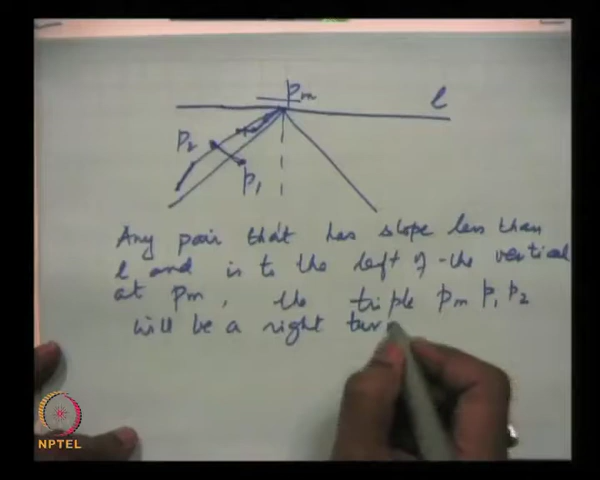 Pm
l
P2
P1
Any pair that has slope less than
l and is to the left of the vertical
at Pm, the triple Pm P1 P2
will be a right tur
NPTEL